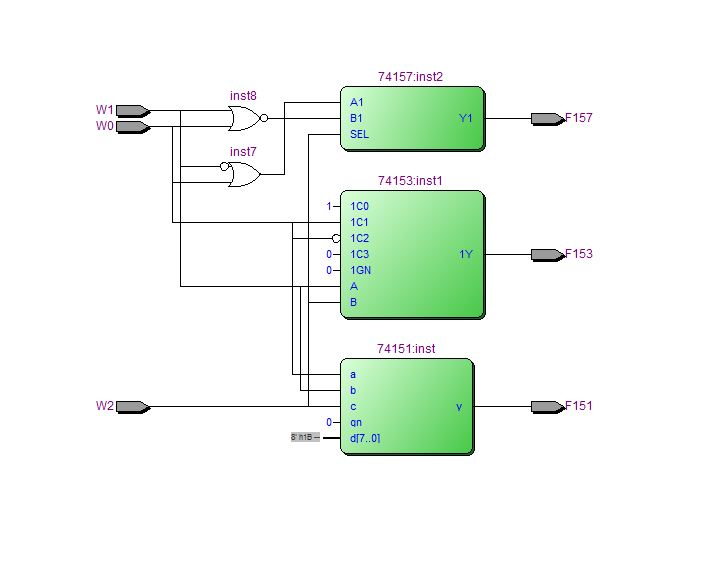 74157:inst2
inst8
W1
W0
A1
B1
SEL
Y1
F157
inst7
74153:inst1
1
1C0
1C1
1C2
0
1C3
0
1GN
A
B
1Y
F153
74151:inst
a
b
W2
c
y
F151
0
gn
8' h1B --
d[7..0]